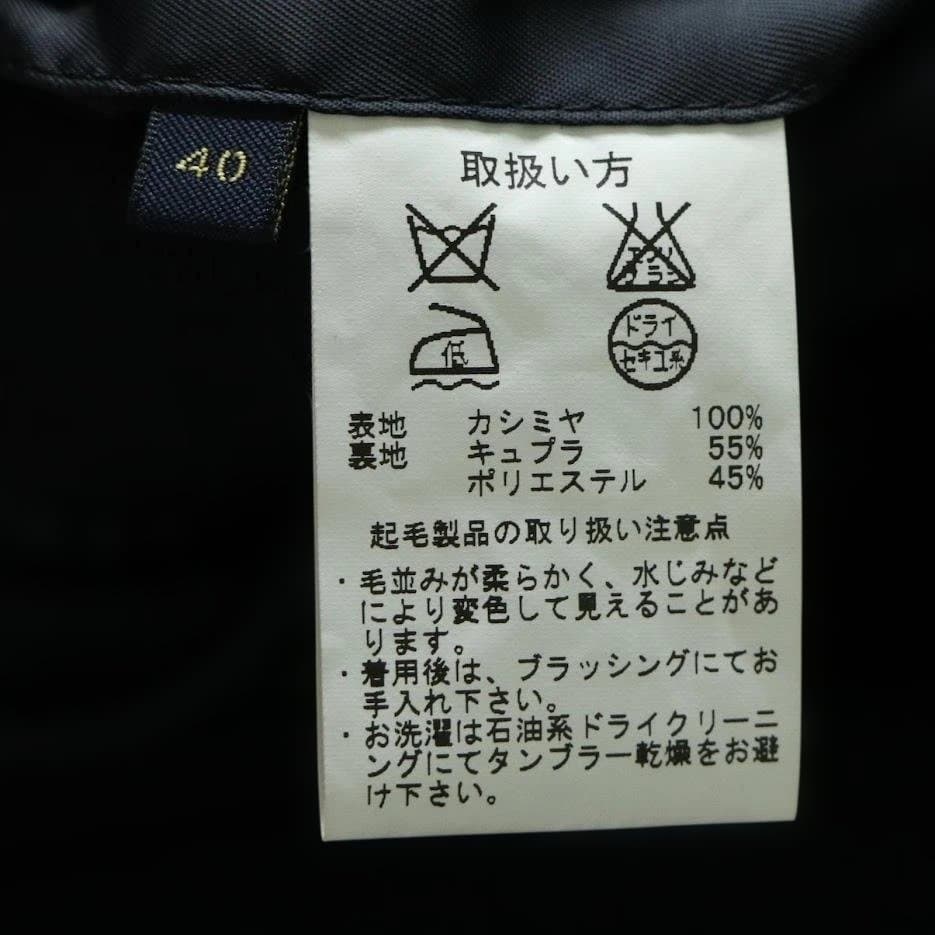 40
取扱い方
エンソ
サラシ
低
ドライ
セキユ系
表地 カシミヤ 100%
裏地 キュプラ 55%
ポリエステル 45%
起毛製品の取り扱い注意点
・毛並みが柔らかく、水じみなど
により変色して見えることがあ
ります。
・着用後は、ブラッシングにてお
手入れ下さい。
・お洗濯は石油系ドライクリーニ
ングにてタンブラー乾燥をお避
け下さい。